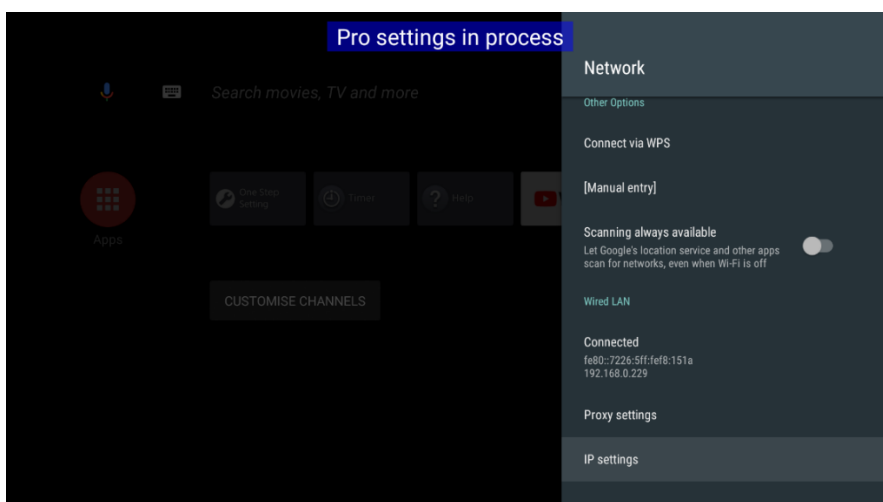 Pro settings in process
Search movies, TV and more
Apps
One Step
Setting
Timer
Help
CUSTOMISE CHANNELS
Network
Other Options
Connect via WPS
[Manual entry]
Scanning always available
Let Google's location service and other apps
scan for networks, even when Wi-Fi is off
Wired LAN
Connected
fe80::7226:5ff:fef8:151a
192.168.0.229
Proxy settings
IP settings